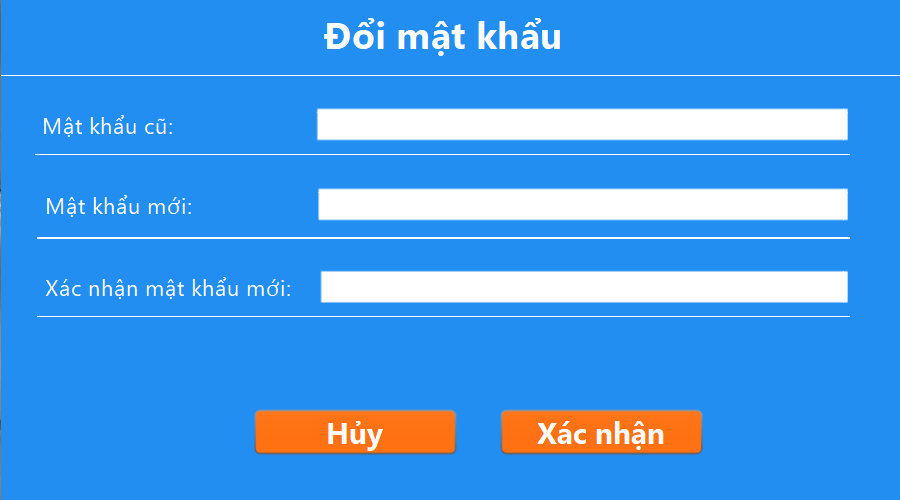 Đổi mật khẩu
Mật khẩu cũ:
Mật khẩu mới:
Xác nhận mật khẩu mới:
Hủy
Xác nhận